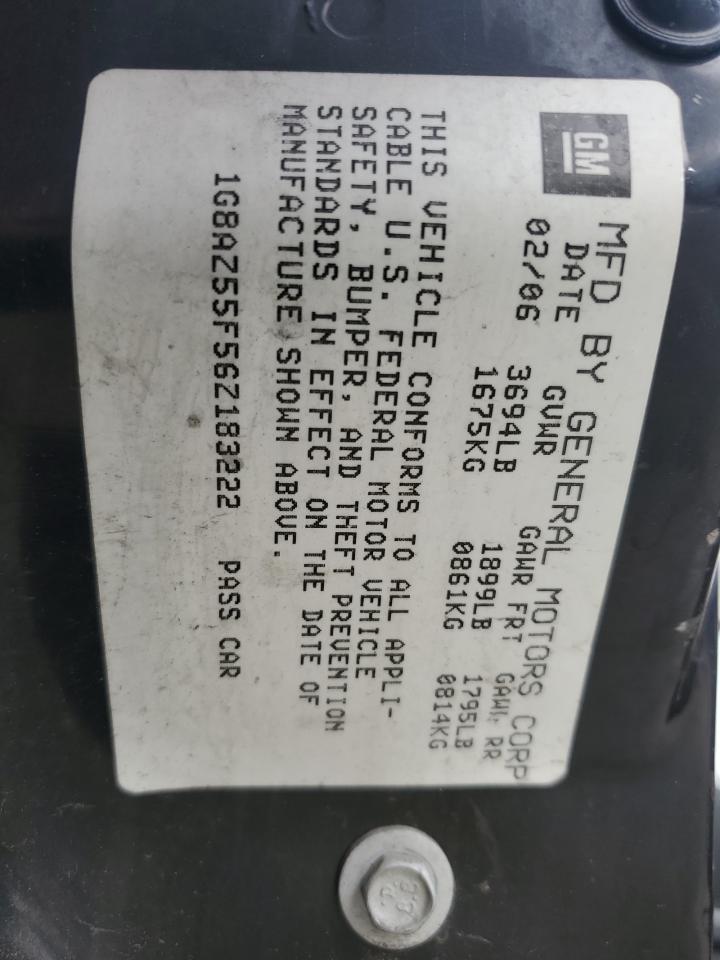 GM
MFD BY GENERAL MOTORS CORP
DATE GVWR GAWR FRT GAWR RR
02/06 3694LB 1899LB 1795LB
1675KG 0861KG 0814KG
THIS VEHICLE CONFORMS TO ALL APPLI-
CABLE U.S. FEDERAL MOTOR VEHICLE
SAFETY, BUMPER, AND THEFT PREVENTION
STANDARDS IN EFFECT ON THE DATE OF
MANUFACTURE SHOWN ABOVE.
1G8AZ55F56Z183222 PASS CAR